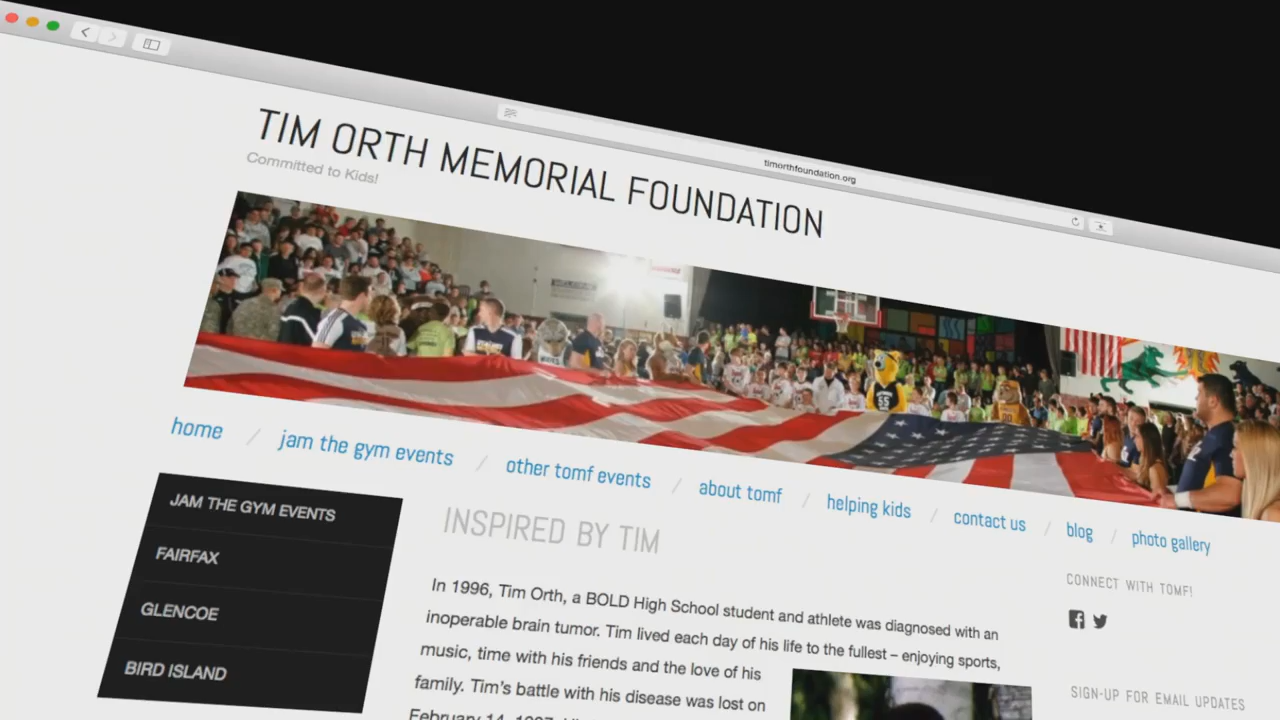 timorthfoundation.org
TIM ORTH MEMORIAL FOUNDATION
Committed to Kids!
home / jam the gym events / other tomf events / about tomf / helping kids / contact us / blog / photo gallery
JAM THE GYM EVENTS
FAIRFAX
GLENCOE
BIRD ISLAND
INSPIRED BY TIM
In 1996, Tim Orth, a BOLD High School student and athlete was diagnosed with an
inoperable brain tumor. Tim lived each day of his life to the fullest – enjoying sports,
music, time with his friends and the love of his
family. Tim's battle with his disease was lost on
February 14, 1997.
CONNECT WITH TOMF!
SIGN-UP FOR EMAIL UPDATES